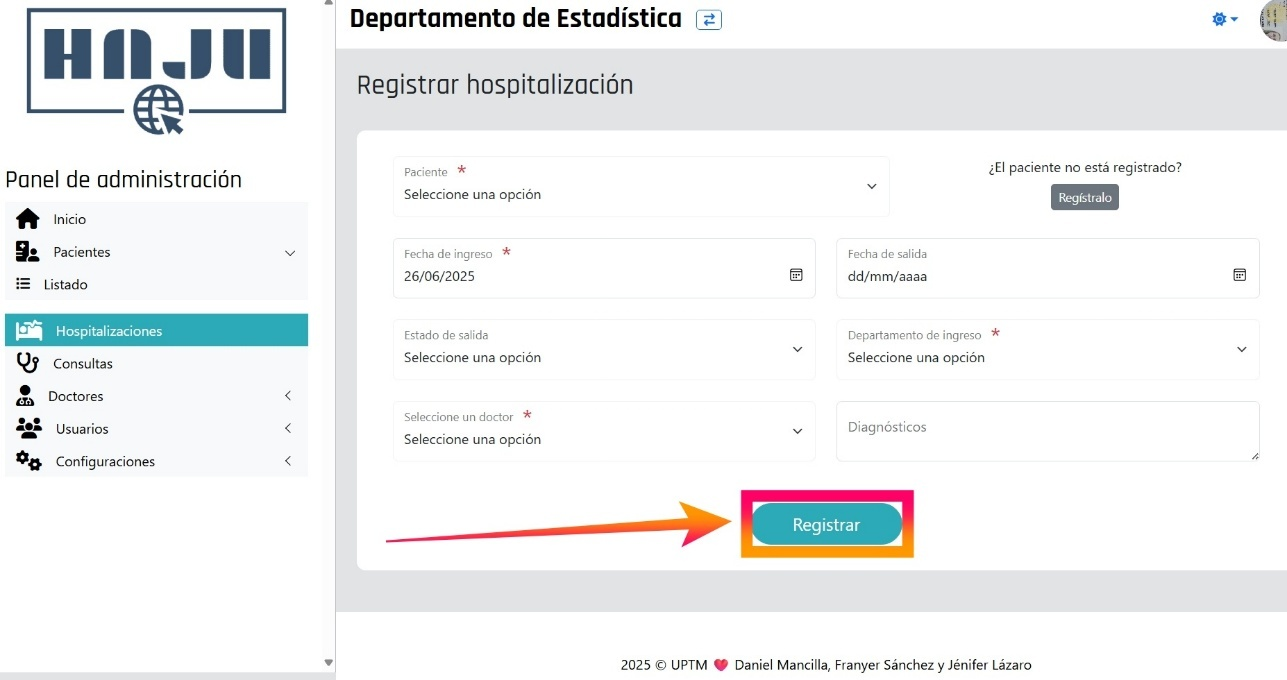 HNJU
Panel de administración
Inicio
Pacientes
Listado
Hospitalizaciones
Consultas
Doctores
Usuarios
Configuraciones
Departamento de Estadística
Registrar hospitalización
Paciente *
Seleccione una opción
¿El paciente no está registrado?
Regístralo
Fecha de ingreso *
26/06/2025
Fecha de salida
dd/mm/aaaa
Estado de salida
Seleccione una opción
Departamento de ingreso *
Seleccione una opción
Seleccione un doctor *
Seleccione una opción
Diagnósticos
Registrar
2025 © UPTM ❤ Daniel Mancilla, Franyer Sánchez y Jénifer Lázaro